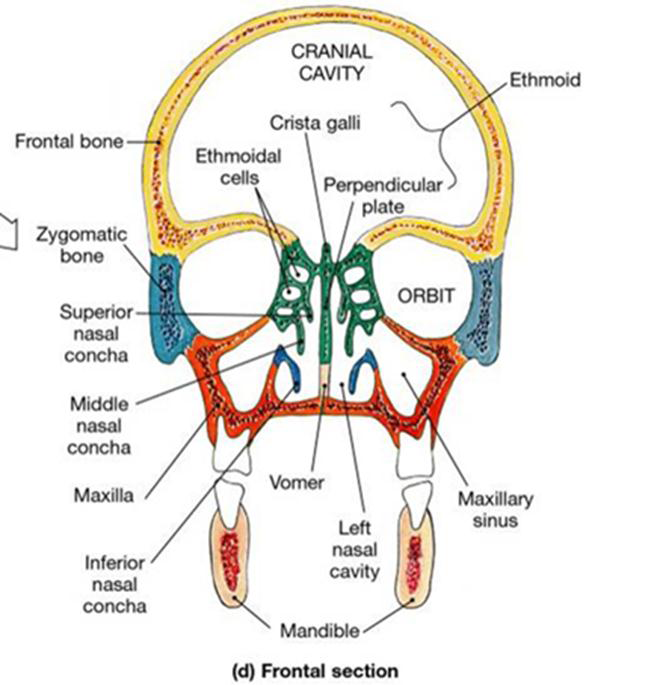 CRANIAL
CAVITY
Ethmoid
Crista galli
Frontal bone
Ethmoidal
cells
Perpendicular
plate
Zygomatic
bone
ORBIT
Superior
nasal
concha
Middle
nasal
concha
Maxilla
Vomer
Maxillary
sinus
Left
nasal
cavity
Inferior
nasal
concha
Mandible
(d) Frontal section